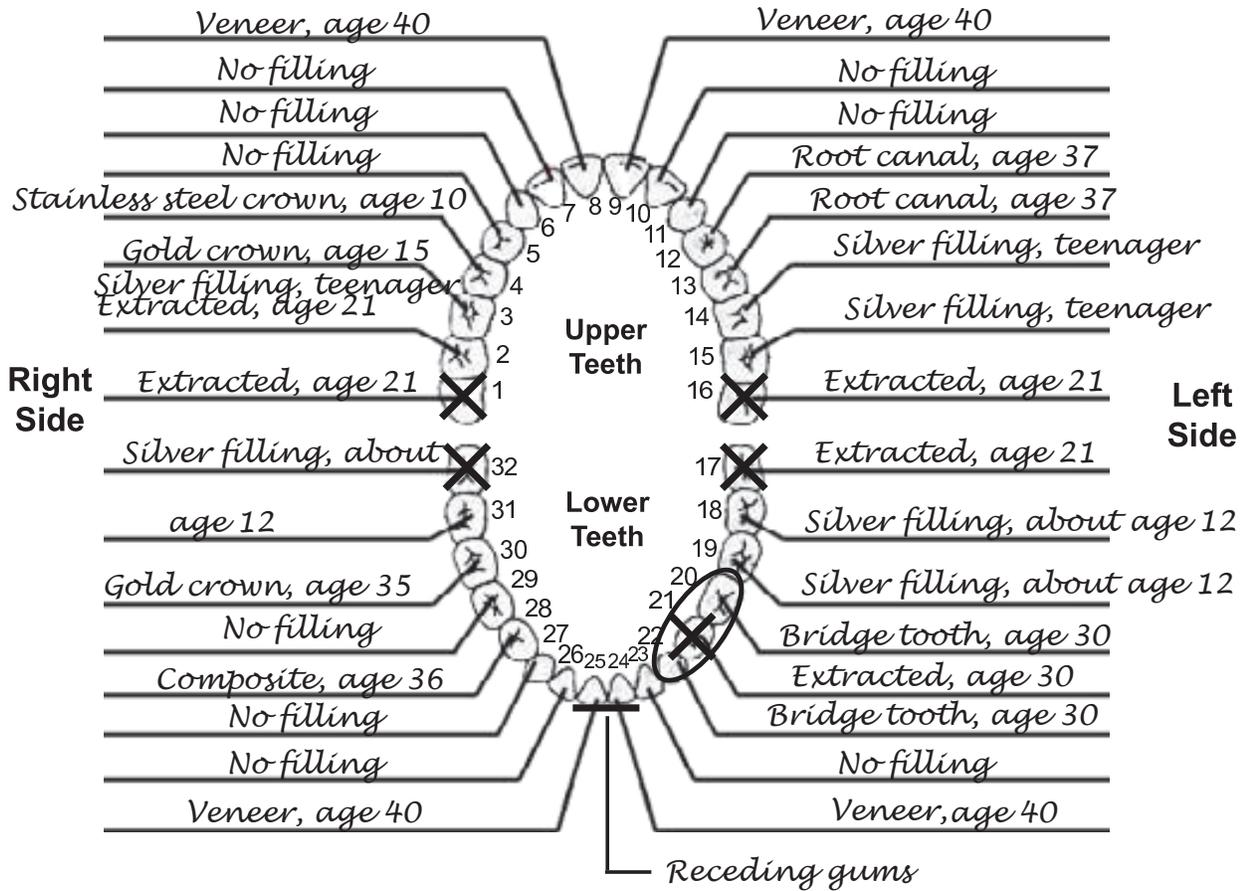 Veneer, age 40
Veneer, age 40
No filling
No filling
No filling
No filling
No filling
Root canal, age 37
Stainless steel crown, age 10
Root canal, age 37
Gold crown, age 15
Silver filling, teenager
Silver filling, teenager
Extracted, age 21
Silver filling, teenager
Extracted, age 21
Extracted, age 21
Silver filling, about
Extracted, age 21
age 12
Silver filling, about age 12
Gold crown, age 35
Silver filling, about age 12
No filling
Bridge tooth, age 30
Composite, age 36
Extracted, age 30
No filling
Bridge tooth, age 30
No filling
No filling
Veneer, age 40
Veneer, age 40
Receding gums
Right
Side
Left
Side
Upper
Teeth
Lower
Teeth
1
2
3
4
5
6
7
8
9
10
11
12
13
14
15
16
17
18
19
20
21
22
23
24
25
26
27
28
29
30
31
32